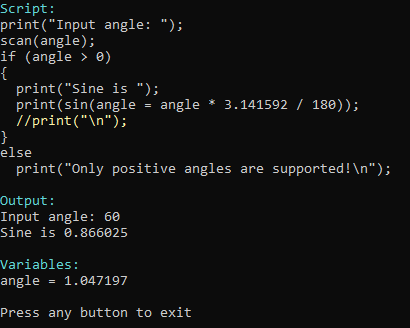 Script:
print("Input angle: ");
scan(angle);
if (angle > 0)
{
  print("Sine is ");
  print(sin(angle = angle * 3.141592 / 180));
  //print("\n");
}
else
  print("Only positive angles are supported!\n");

Output:
Input angle: 60
Sine is 0.866025

Variables:
angle = 1.047197

Press any button to exit